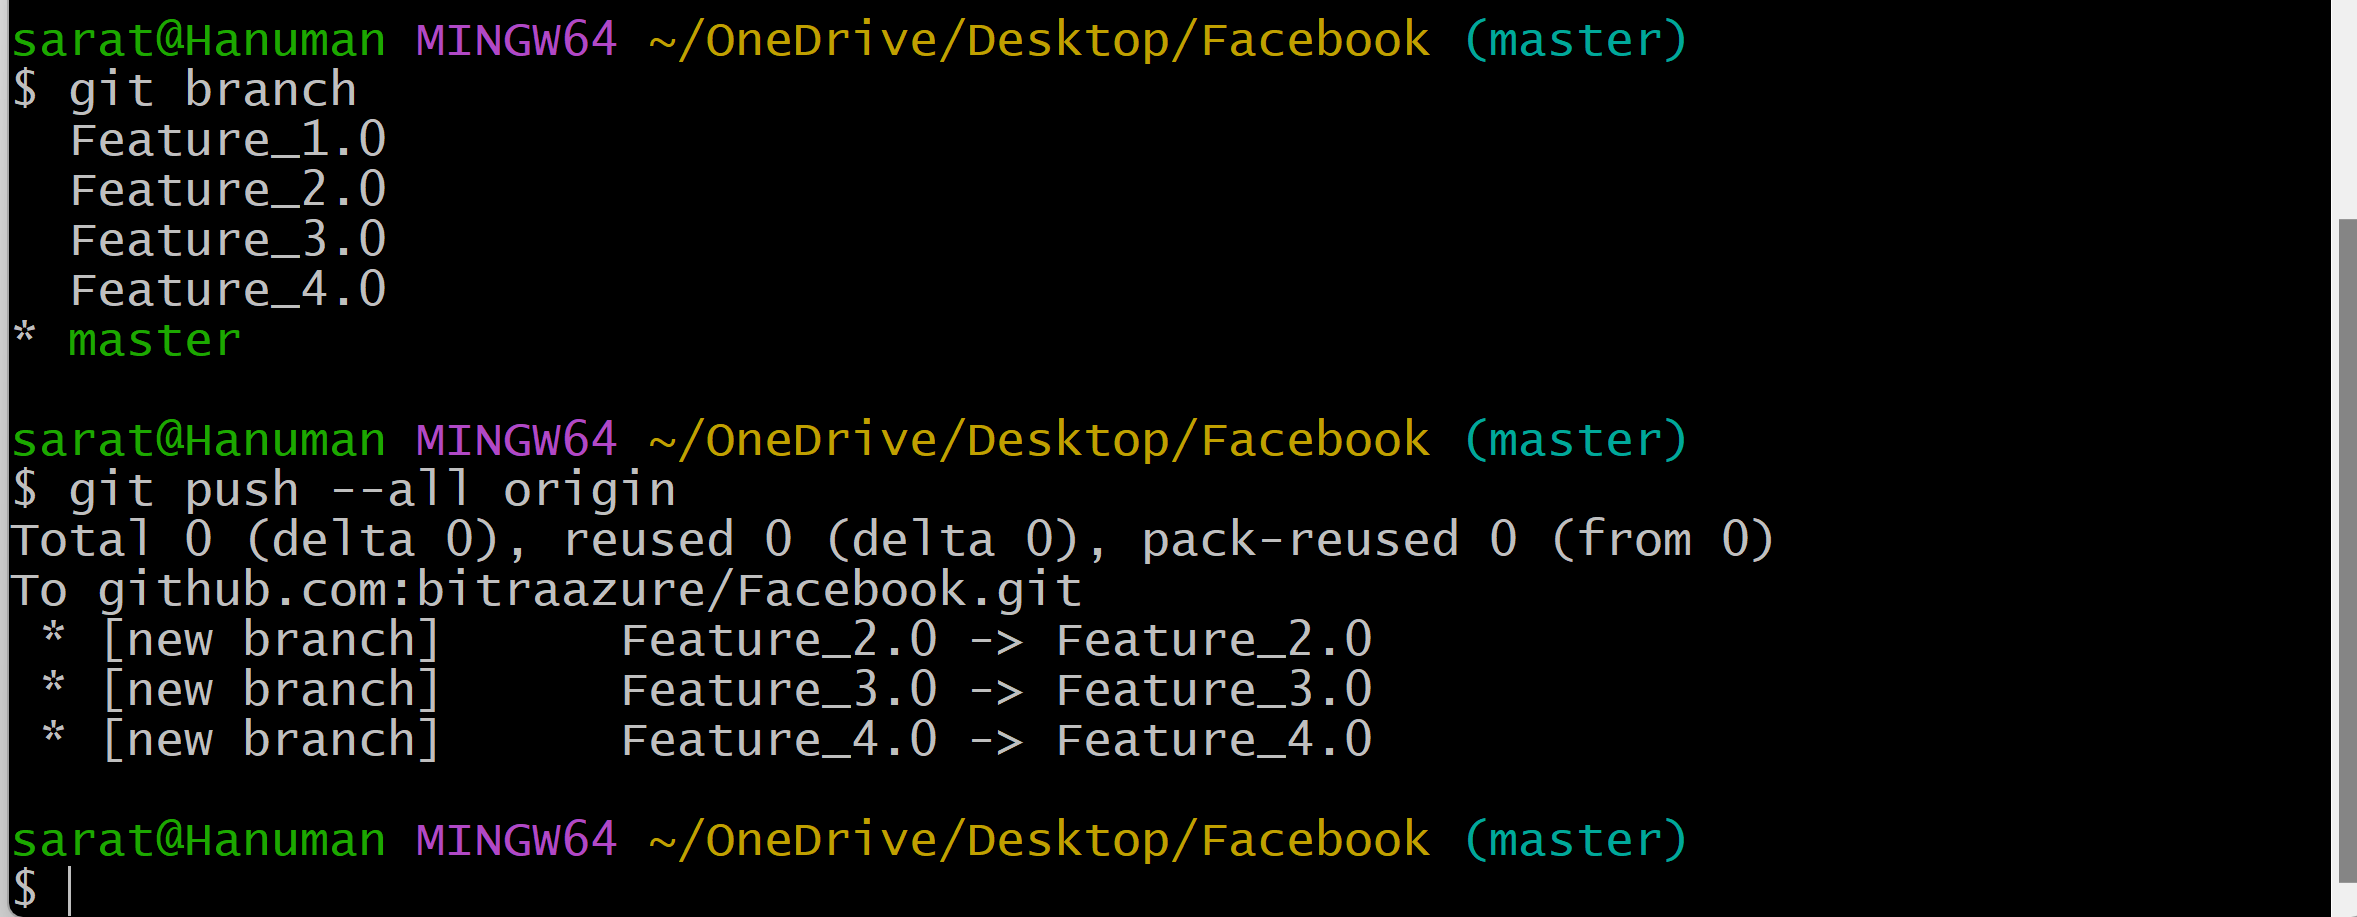 sarat@Hanuman MINGW64 ~/OneDrive/Desktop/Facebook (master)
$ git branch
  Feature_1.0
  Feature_2.0
  Feature_3.0
  Feature_4.0
* master

sarat@Hanuman MINGW64 ~/OneDrive/Desktop/Facebook (master)
$ git push --all origin
Total 0 (delta 0), reused 0 (delta 0), pack-reused 0 (from 0)
To github.com:bitraazure/Facebook.git
 * [new branch]      Feature_2.0 -> Feature_2.0
 * [new branch]      Feature_3.0 -> Feature_3.0
 * [new branch]      Feature_4.0 -> Feature_4.0

sarat@Hanuman MINGW64 ~/OneDrive/Desktop/Facebook (master)
$